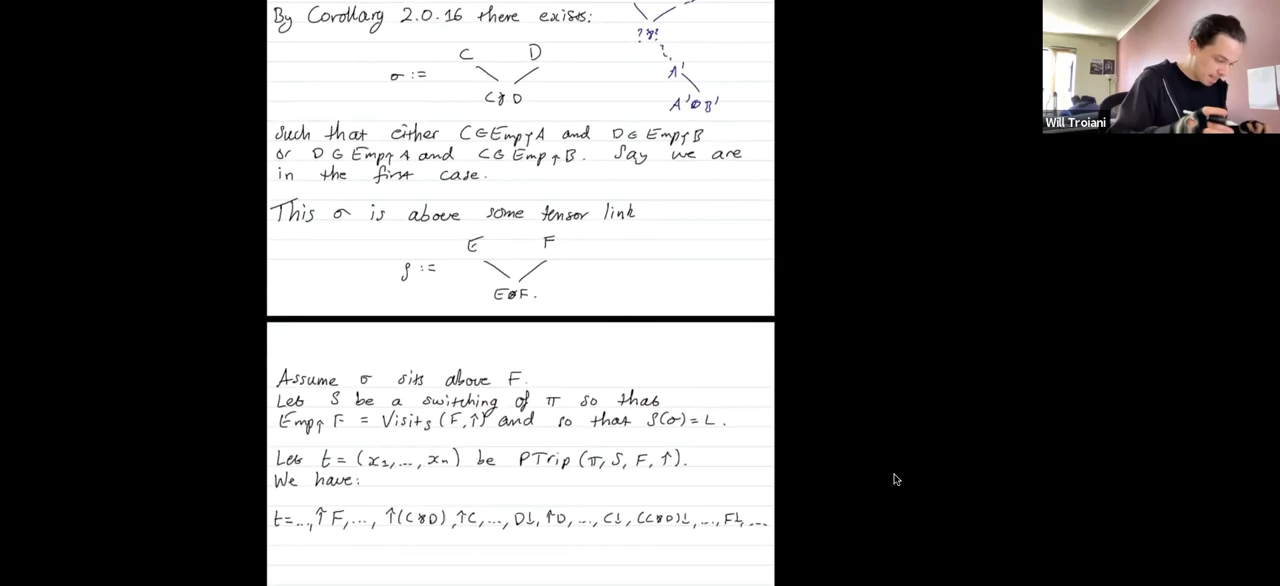 By Corollary 2.0.16 there exists:
?⅋?
A'
A'⊗B'
C D
σ :=
C⅋D
Such that either C∈Emp↑A and D∈Emp↑B
or D∈Emp↑A and C∈Emp↑B. Say we are
in the first case.
This σ is above some tensor link
E F
ρ :=
E⊗F.
Assume σ sits above F.
Let S be a switching of π so that
Emp↑F = Visits(F,↑) and so that S(σ)=L.
Let t=(x₁,...,xₙ) be PTrip(π,S,F,↑).
We have:
t=...,↑F,...,↑(C⅋D),↑C,...,D↓,↑D,...,C↓,(C⅋D)↓,...,F↓,...
Will Troiani